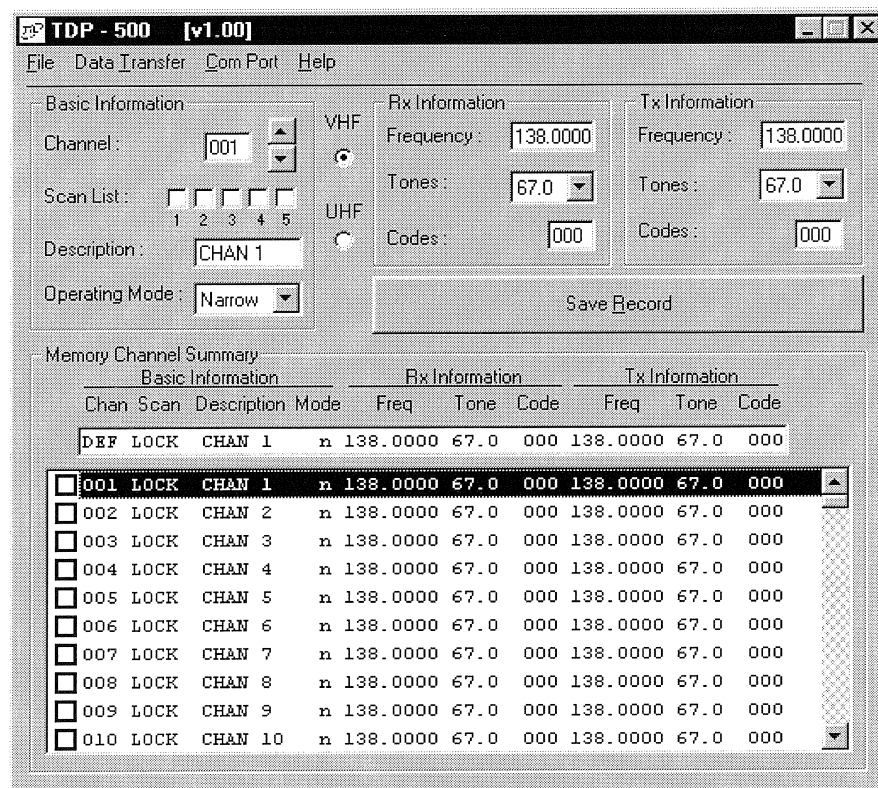 TDP - 500 [v1.00]
File Data Transfer Com Port Help
Basic Information
Channel : 001
Scan List :
1 2 3 4 5
Description : CHAN 1
Operating Mode : Narrow
VHF
UHF
Rx Information
Frequency : 138.0000
Tones : 67.0
Codes : 000
Tx Information
Frequency : 138.0000
Tones : 67.0
Codes : 000
Save Record
Memory Channel Summary
Basic Information Rx Information Tx Information
Chan Scan Description Mode Freq Tone Code Freq Tone Code
DEF LOCK CHAN 1 n 138.0000 67.0 000 138.0000 67.0 000
001 LOCK CHAN 1 n 138.0000 67.0 000 138.0000 67.0 000
002 LOCK CHAN 2 n 138.0000 67.0 000 138.0000 67.0 000
003 LOCK CHAN 3 n 138.0000 67.0 000 138.0000 67.0 000
004 LOCK CHAN 4 n 138.0000 67.0 000 138.0000 67.0 000
005 LOCK CHAN 5 n 138.0000 67.0 000 138.0000 67.0 000
006 LOCK CHAN 6 n 138.0000 67.0 000 138.0000 67.0 000
007 LOCK CHAN 7 n 138.0000 67.0 000 138.0000 67.0 000
008 LOCK CHAN 8 n 138.0000 67.0 000 138.0000 67.0 000
009 LOCK CHAN 9 n 138.0000 67.0 000 138.0000 67.0 000
010 LOCK CHAN 10 n 138.0000 67.0 000 138.0000 67.0 000